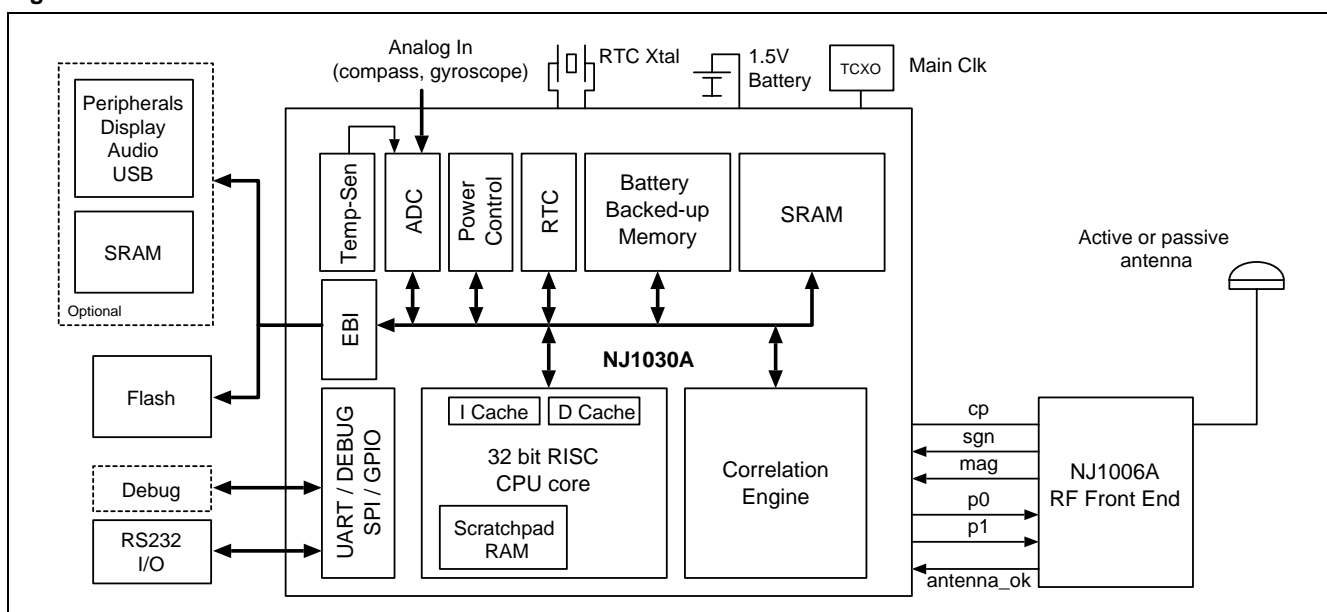 Analog In
(compass, gyroscope)
RTC Xtal
1.5V
Battery
TCXO
Main Clk
Peripherals
Display
Audio
USB
SRAM
Optional
Flash
Debug
RS232
I/O
Temp-Sen
ADC
Power
Control
RTC
Battery
Backed-up
Memory
SRAM
EBI
NJ1030A
UART / DEBUG
SPI / GPIO
I Cache
D Cache
32 bit RISC
CPU core
Scratchpad
RAM
Correlation
Engine
cp
sgn
mag
p0
p1
antenna_ok
NJ1006A
RF Front End
Active or passive
antenna